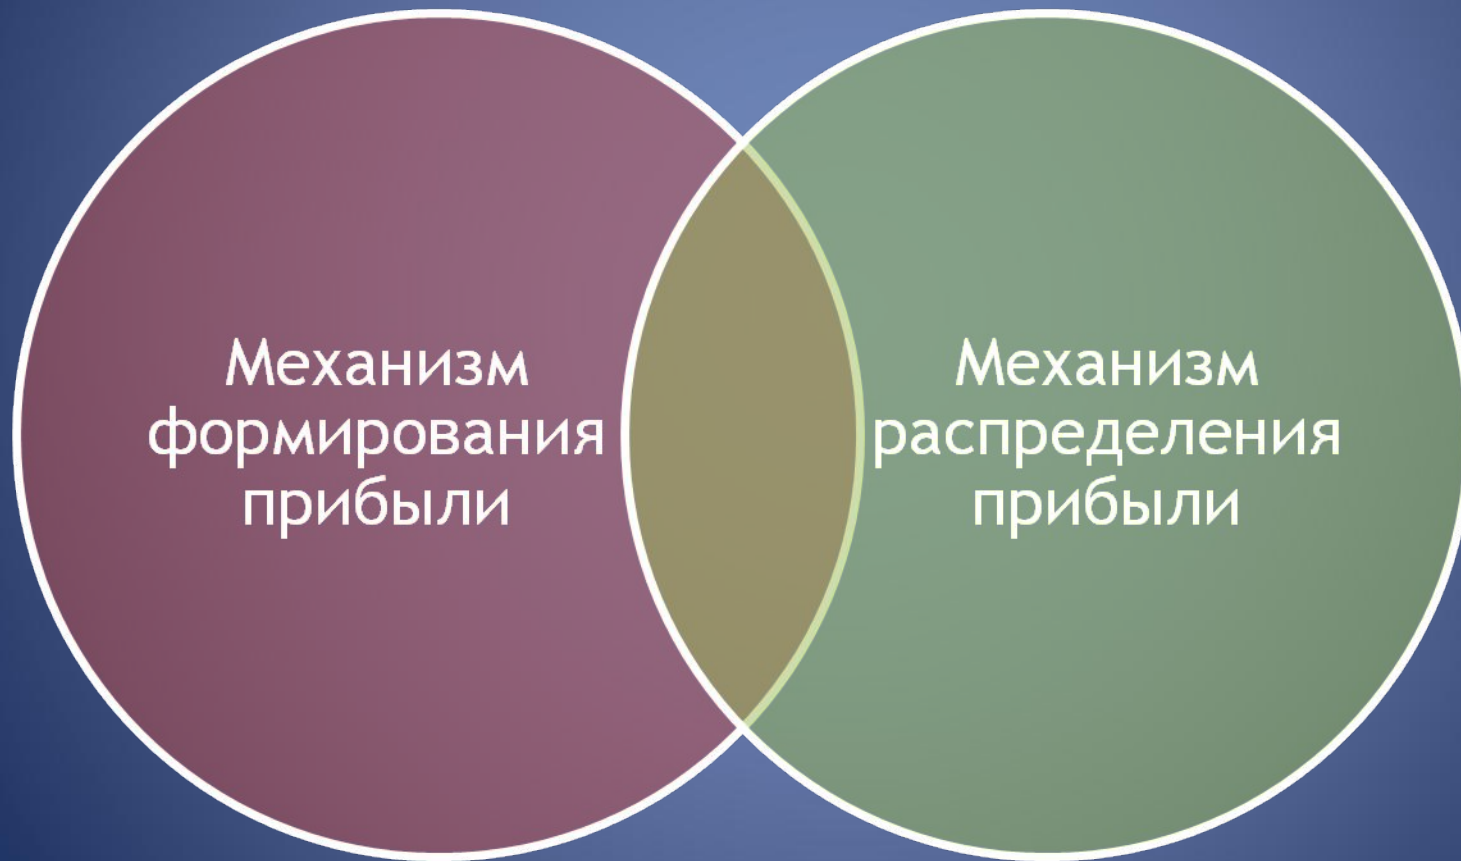 Механизм
формирования
прибыли
Механизм
распределения
прибыли